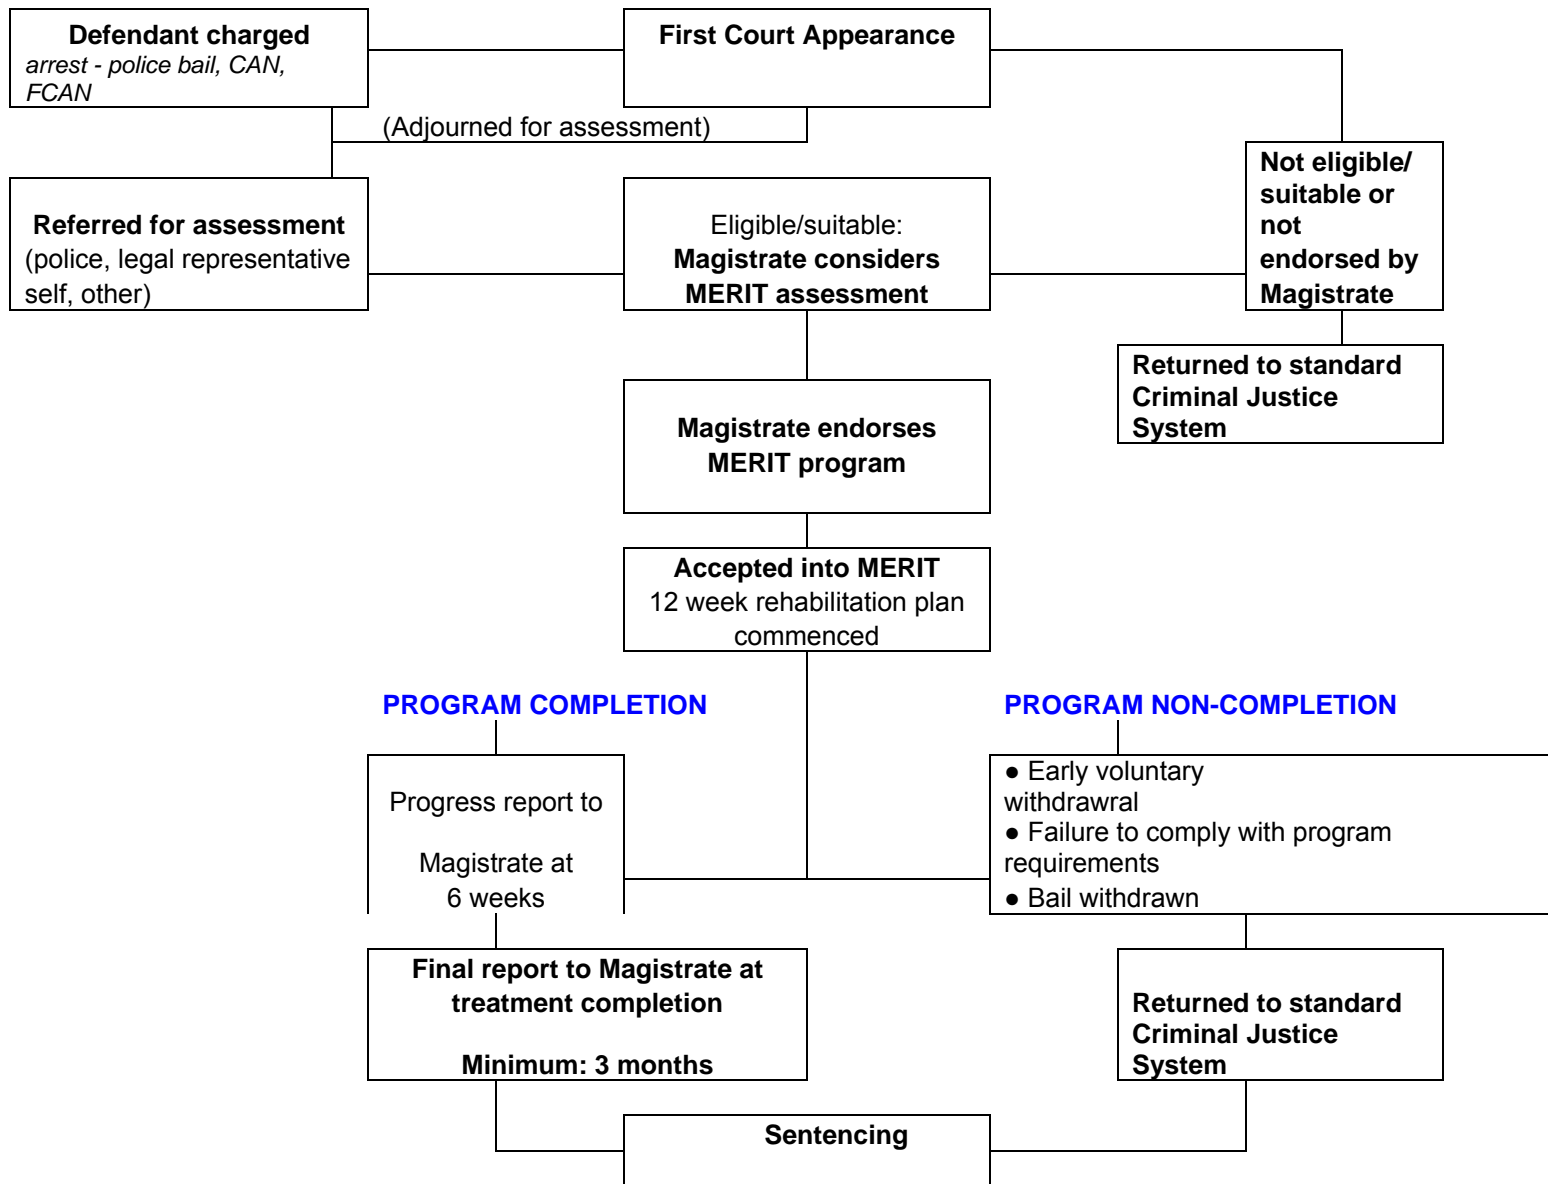 Defendant charged
arrest - police bail, CAN,
FCAN
First Court Appearance
(Adjourned for assessment)
Not eligible/
suitable or
not
endorsed by
Magistrate
Referred for assessment
(police, legal representative
self, other)
Eligible/suitable:
Magistrate considers
MERIT assessment
Returned to standard
Criminal Justice
System
Magistrate endorses
MERIT program
Accepted into MERIT
12 week rehabilitation plan
commenced
PROGRAM COMPLETION
PROGRAM NON-COMPLETION
Progress report to
Magistrate at
6 weeks
● Early voluntary
withdrawral
● Failure to comply with program
requirements
● Bail withdrawn
Final report to Magistrate at
treatment completion
Minimum: 3 months
Returned to standard
Criminal Justice
System
Sentencing